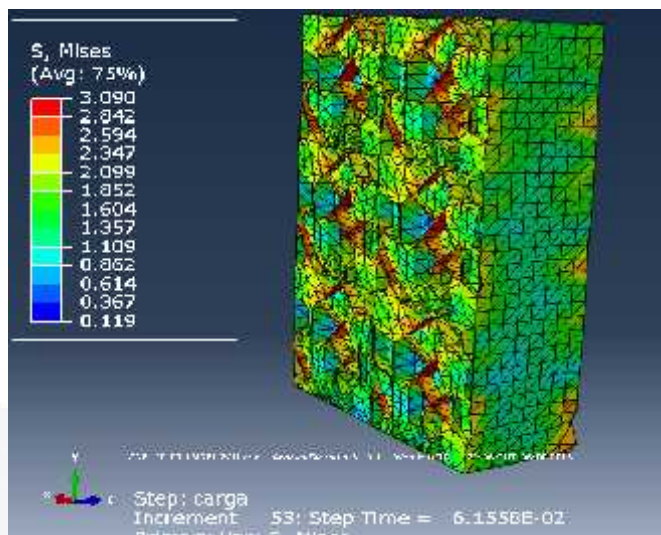 S, Mises
(Avg: 75%)
3.090
2.842
2.594
2.347
2.099
1.852
1.604
1.357
1.109
0.862
0.614
0.367
0.119
Y
Step: carga
Increment 53: Step Time = 6.1558E-02